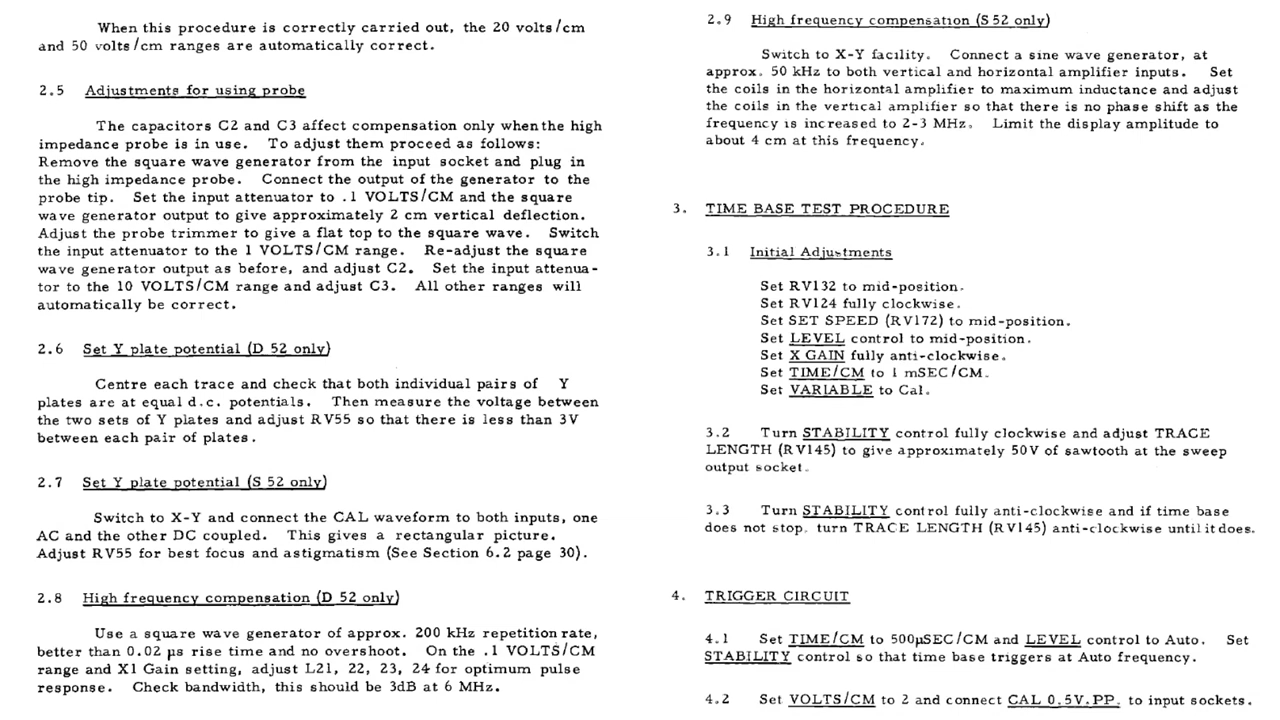 When this procedure is correctly carried out, the 20 volts/cm
and 50 volts/cm ranges are automatically correct.
2.5 Adjustments for using probe
The capacitors C2 and C3 affect compensation only when the high
impedance probe is in use. To adjust them proceed as follows:
Remove the square wave generator from the input socket and plug in
the high impedance probe. Connect the output of the generator to the
probe tip. Set the input attenuator to .1 VOLTS/CM and the square
wave generator output to give approximately 2 cm vertical deflection.
Adjust the probe trimmer to give a flat top to the square wave. Switch
the input attenuator to the 1 VOLTS/CM range. Re-adjust the square
wave generator output as before, and adjust C2. Set the input attenua-
tor to the 10 VOLTS/CM range and adjust C3. All other ranges will
automatically be correct.
2.6 Set Y plate potential (D 52 only)
Centre each trace and check that both individual pairs of Y
plates are at equal d.c. potentials. Then measure the voltage between
the two sets of Y plates and adjust RV55 so that there is less than 3V
between each pair of plates.
2.7 Set Y plate potential (S 52 only)
Switch to X-Y and connect the CAL waveform to both inputs, one
AC and the other DC coupled. This gives a rectangular picture.
Adjust RV55 for best focus and astigmatism (See Section 6.2 page 30).
2.8 High frequency compensation (D 52 only)
Use a square wave generator of approx. 200 kHz repetition rate,
better than 0.02 µs rise time and no overshoot. On the .1 VOLTS/CM
range and X1 Gain setting, adjust L21, 22, 23, 24 for optimum pulse
response. Check bandwidth, this should be 3dB at 6 MHz.
2.9 High frequency compensation (S 52 only)
Switch to X-Y facility. Connect a sine wave generator, at
approx. 50 kHz to both vertical and horizontal amplifier inputs. Set
the coils in the horizontal amplifier to maximum inductance and adjust
the coils in the vertical amplifier so that there is no phase shift as the
frequency is increased to 2-3 MHz. Limit the display amplitude to
about 4 cm at this frequency.
3. TIME BASE TEST PROCEDURE
3.1 Initial Adjustments
Set RV132 to mid-position.
Set RV124 fully clockwise.
Set SET SPEED (RV172) to mid-position.
Set LEVEL control to mid-position.
Set X GAIN fully anti-clockwise.
Set TIME/CM to 1 mSEC/CM.
Set VARIABLE to Cal.
3.2 Turn STABILITY control fully clockwise and adjust TRACE
LENGTH (RV145) to give approximately 50V of sawtooth at the sweep
output socket.
3.3 Turn STABILITY control fully anti-clockwise and if time base
does not stop, turn TRACE LENGTH (RV145) anti-clockwise until it does.
4. TRIGGER CIRCUIT
4.1 Set TIME/CM to 500µSEC/CM and LEVEL control to Auto. Set
STABILITY control so that time base triggers at Auto frequency.
4.2 Set VOLTS/CM to 2 and connect CAL 0.5V.PP. to input sockets.